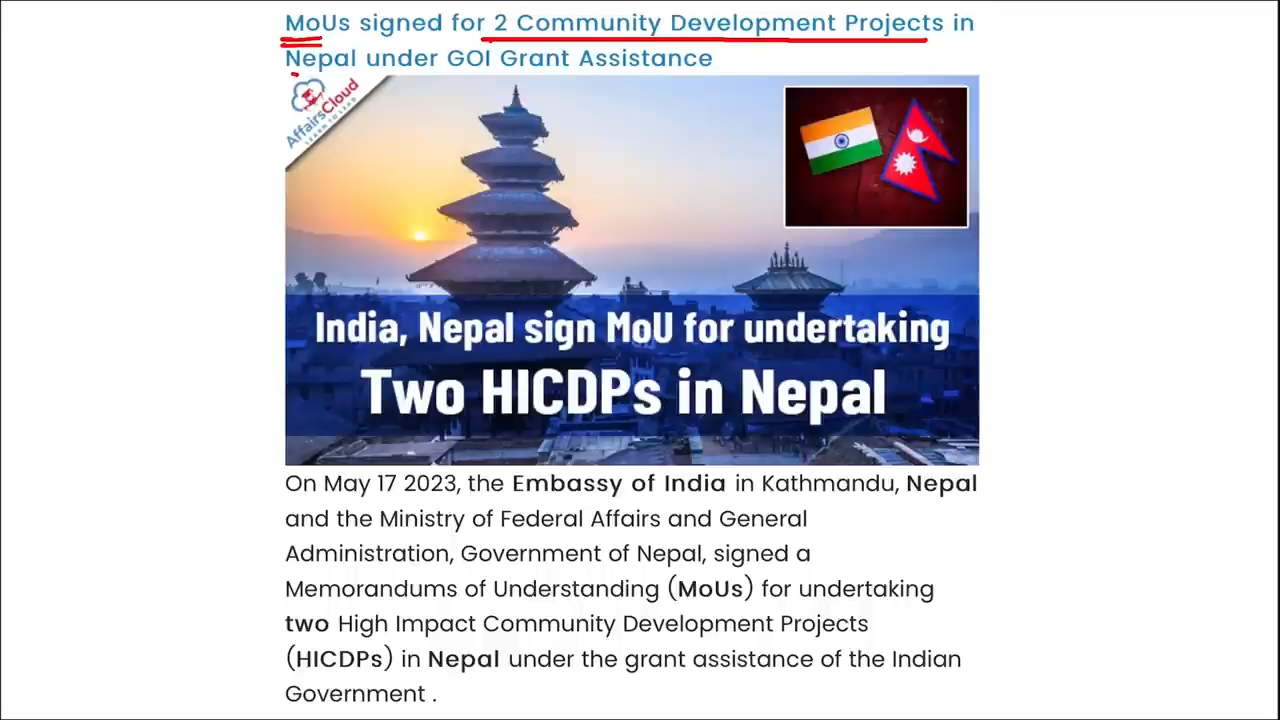 MoUs signed for 2 Community Development Projects in
Nepal under GOI Grant Assistance
AffairsCloud
LEARN TO LEAD
India, Nepal sign MoU for undertaking
Two HICDPs in Nepal
On May 17 2023, the Embassy of India in Kathmandu, Nepal
and the Ministry of Federal Affairs and General
Administration, Government of Nepal, signed a
Memorandums of Understanding (MoUs) for undertaking
two High Impact Community Development Projects
(HICDPs) in Nepal under the grant assistance of the Indian
Government .